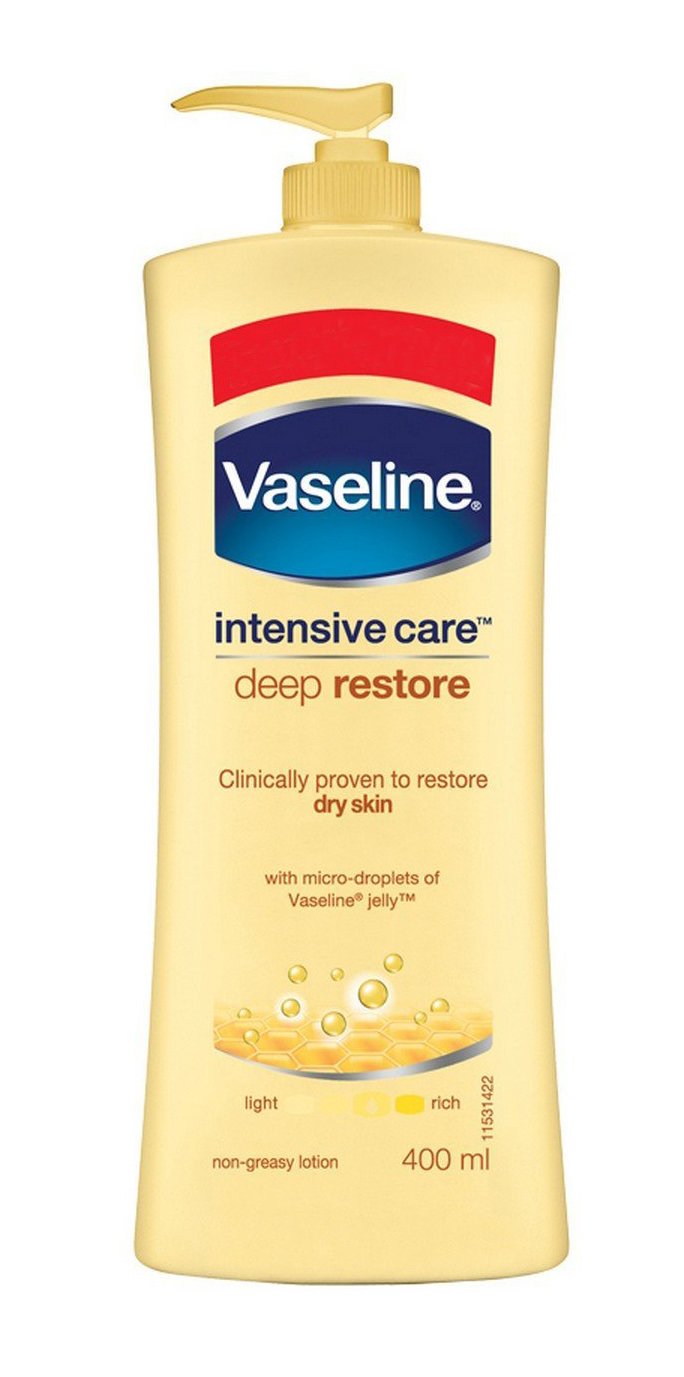 Vaseline®
intensive care™
deep restore
Clinically proven to restore
dry skin
with micro-droplets of
Vaseline® jelly™
light rich
11531422
non-greasy lotion 400 ml